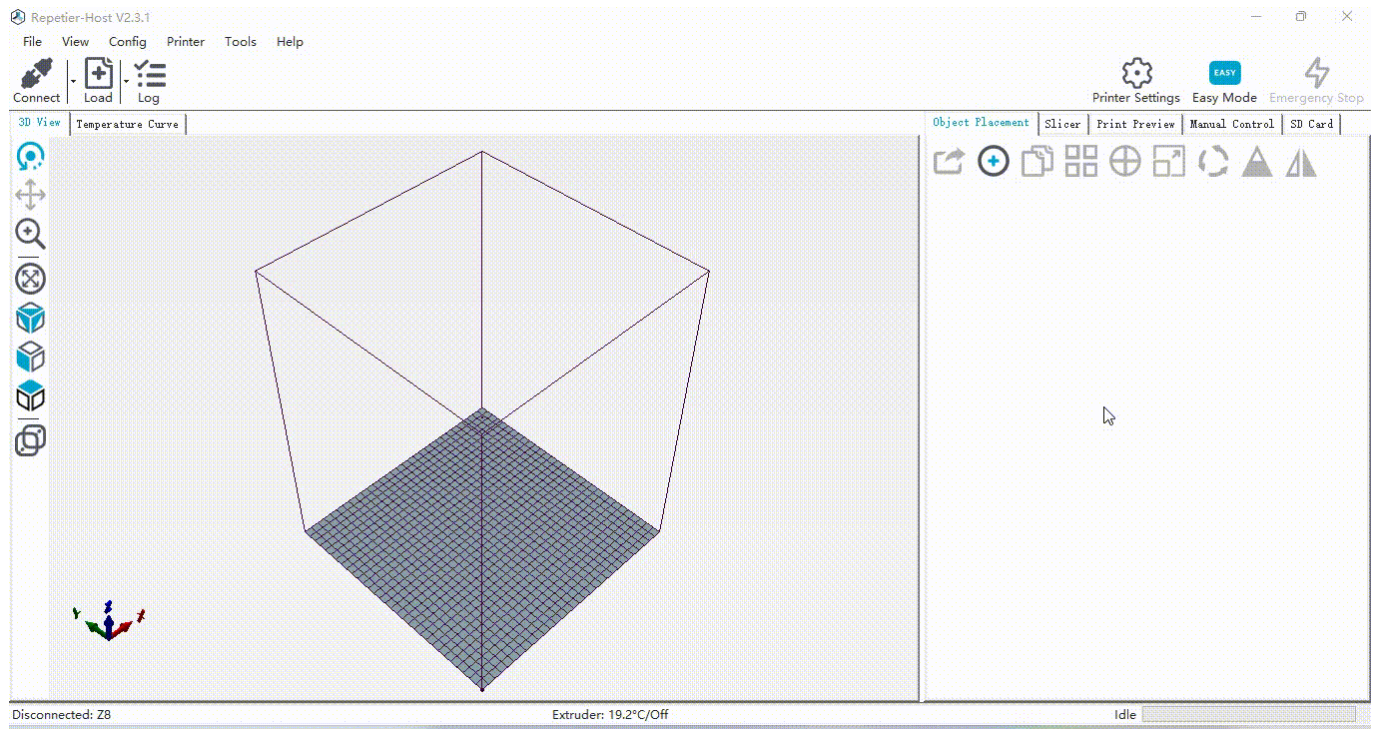 Repetier-Host V2.3.1
File View Config Printer Tools Help
EASY
Connect Load Log Printer Settings Easy Mode Emergency Stop
3D View Temperature Curve Object Placement Slicer Print Preview Manual Control SD Card
Y Z X
Disconnected: Z8 Extruder: 19.2°C/Off Idle